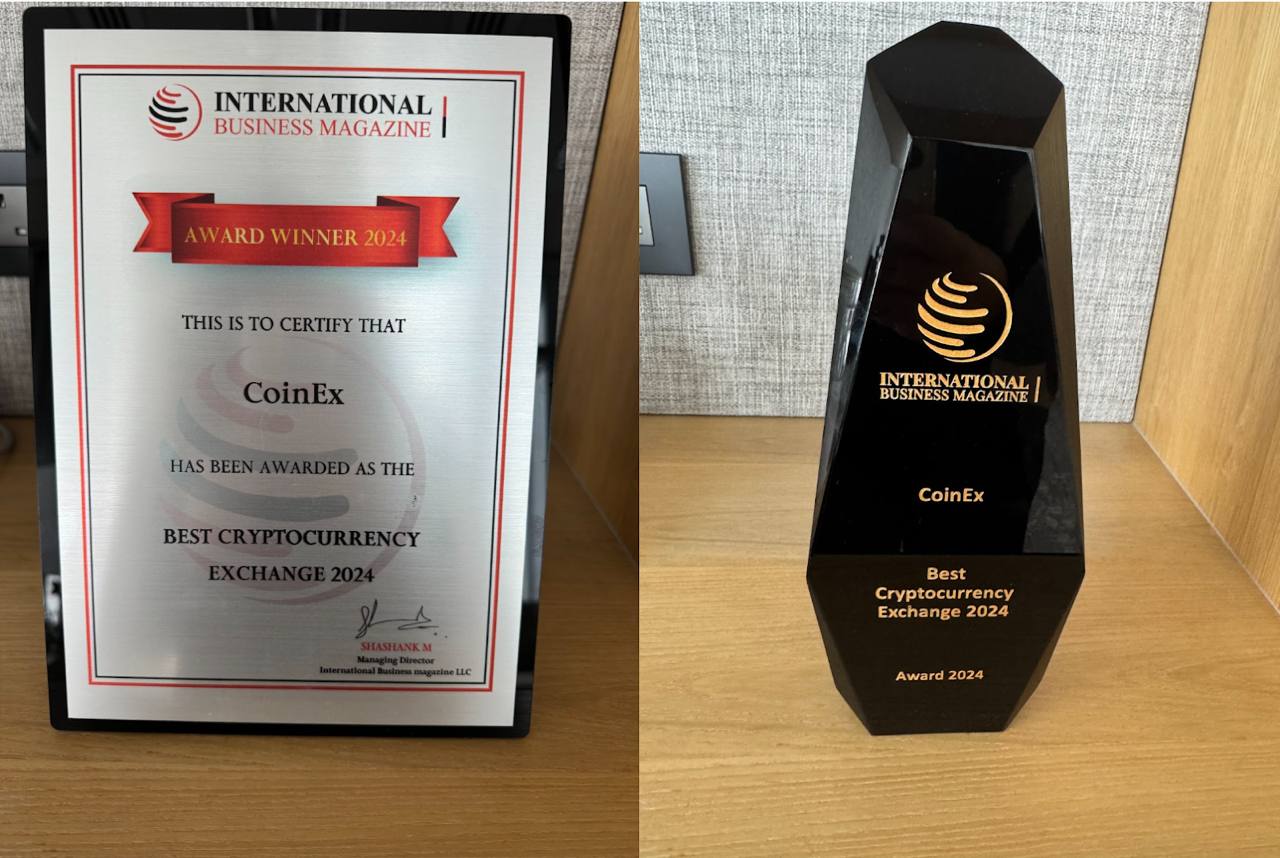 INTERNATIONAL
BUSINESS MAGAZINE
AWARD WINNER 2024
THIS IS TO CERTIFY THAT
CoinEx
HAS BEEN AWARDED AS THE
BEST CRYPTOCURRENCY
EXCHANGE 2024
SHASHANK M
Managing Director
International Business magazine LLC
INTERNATIONAL
BUSINESS MAGAZINE
CoinEx
Best
Cryptocurrency
Exchange 2024
Award 2024